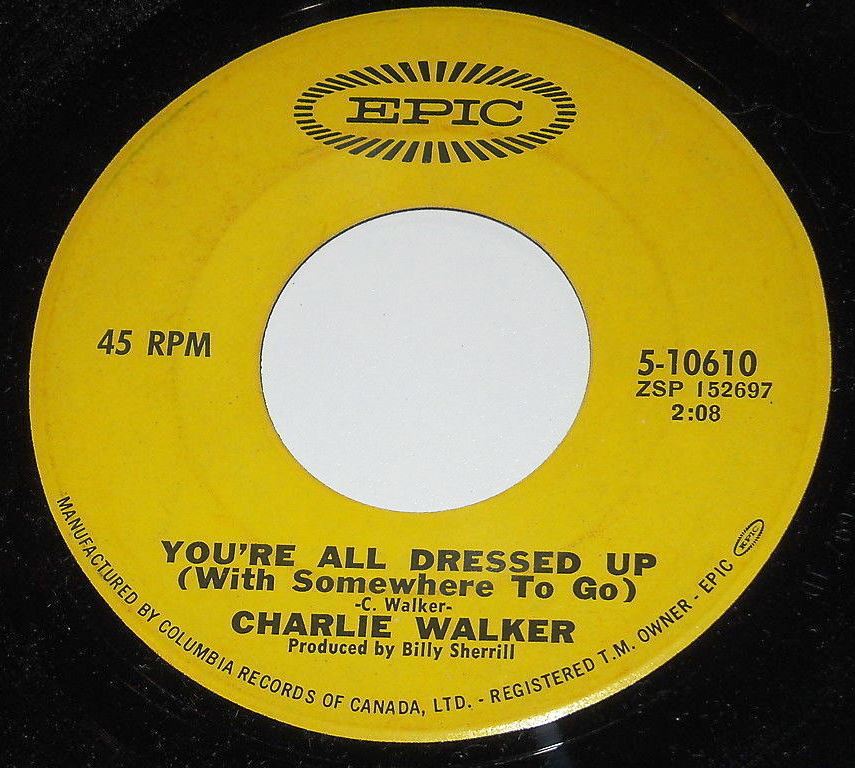 EPIC
45 RPM
5-10610
ZSP 152697
2:08
YOU'RE ALL DRESSED UP
(With Somewhere To Go)
-C. Walker-
CHARLIE WALKER
Produced by Billy Sherrill
MANUFACTURED BY COLUMBIA RECORDS OF CANADA, LTD. - REGISTERED T.M. OWNER - EPIC EPIC